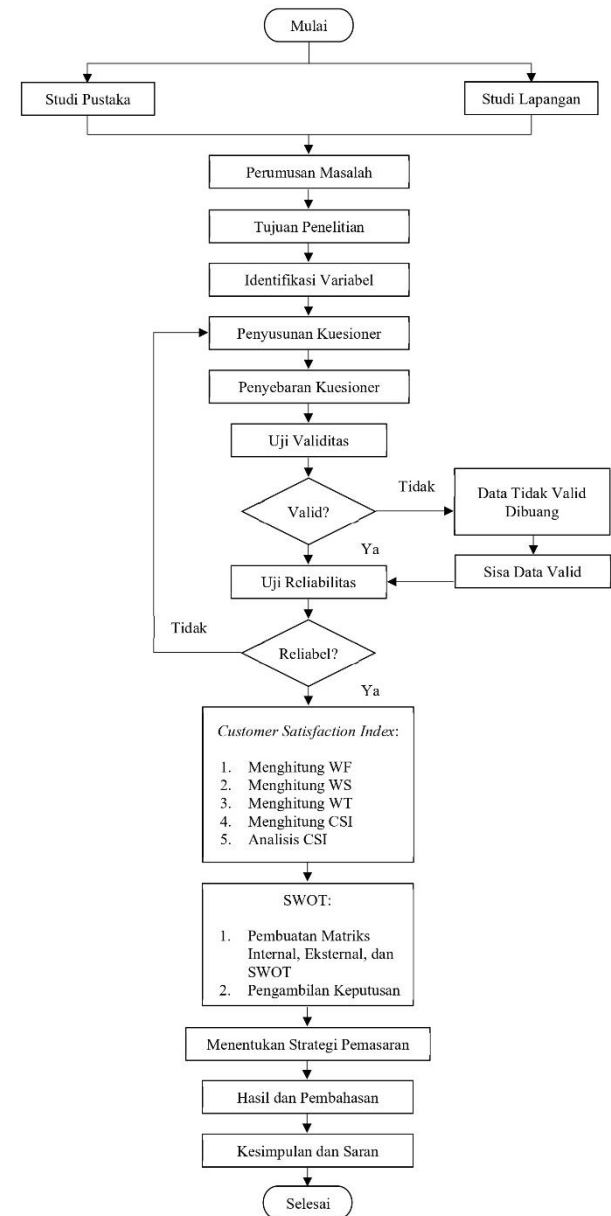 Mulai
Studi Pustaka
Studi Lapangan
Perumusan Masalah
Tujuan Penelitian
Identifikasi Variabel
Penyusunan Kuesioner
Penyebaran Kuesioner
Uji Validitas
Valid?
Tidak
Data Tidak Valid
Dibuang
Ya
Sisa Data Valid
Uji Reliabilitas
Tidak
Reliabel?
Ya
Customer Satisfaction Index:
1. Menghitung WF
2. Menghitung WS
3. Menghitung WT
4. Menghitung CSI
5. Analisis CSI
SWOT:
1. Pembuatan Matriks
Internal, Eksternal, dan
SWOT
2. Pengambilan Keputusan
Menentukan Strategi Pemasaran
Hasil dan Pembahasan
Kesimpulan dan Saran
Selesai